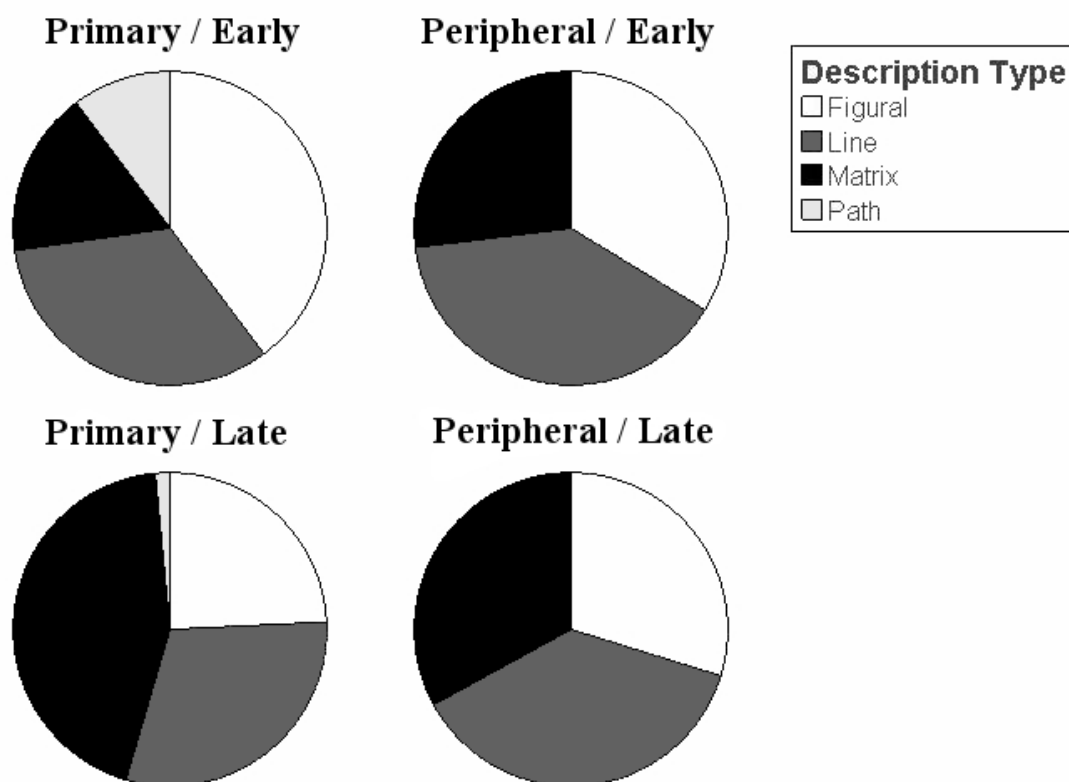 Primary / Early
Peripheral / Early
Description Type
Figural
Line
Matrix
Path
Primary / Late
Peripheral / Late